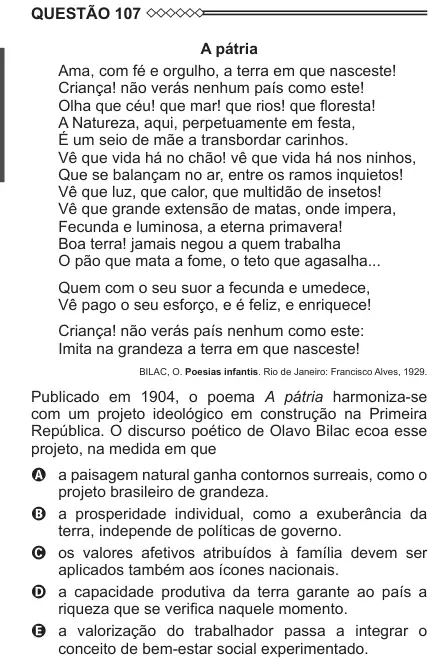 QUESTÃO 107
A pátria
Ama, com fé e orgulho, a terra em que nasceste!
Criança! não verás nenhum país como este!
Olha que céu! que mar! que rios! que floresta!
A Natureza, aqui, perpetuamente em festa,
É um seio de mãe a transbordar carinhos.
Vê que vida há no chão! vê que vida há nos ninhos,
Que se balançam no ar, entre os ramos inquietos!
Vê que luz, que calor, que multidão de insetos!
Vê que grande extensão de matas, onde impera,
Fecunda e luminosa, a eterna primavera!
Boa terra! jamais negou a quem trabalha
O pão que mata a fome, o teto que agasalha...
Quem com o seu suor a fecunda e umedece,
Vê pago o seu esforço, e é feliz, e enriquece!
Criança! não verás país nenhum como este:
Imita na grandeza a terra em que nasceste!
BILAC, O. Poesias infantis. Rio de Janeiro: Francisco Alves, 1929.
Publicado em 1904, o poema A pátria harmoniza-se
com um projeto ideológico em construção na Primeira
República. O discurso poético de Olavo Bilac ecoa esse
projeto, na medida em que
A a paisagem natural ganha contornos surreais, como o
projeto brasileiro de grandeza.
B a prosperidade individual, como a exuberância da
terra, independe de políticas de governo.
C os valores afetivos atribuídos à família devem ser
aplicados também aos ícones nacionais.
D a capacidade produtiva da terra garante ao país a
riqueza que se verifica naquele momento.
E a valorização do trabalhador passa a integrar o
conceito de bem-estar social experimentado.